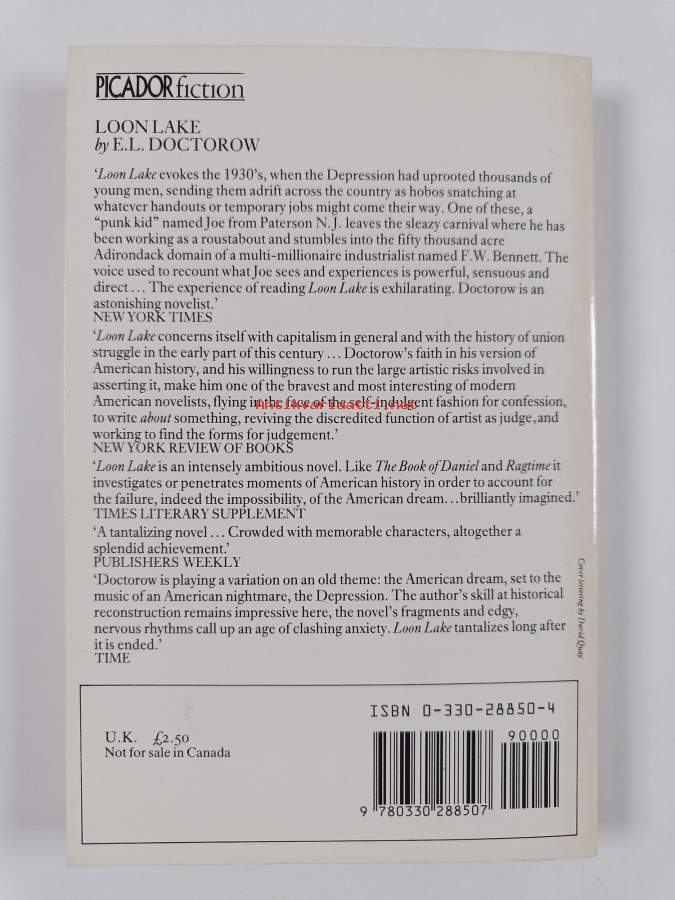 PICADOR fiction
LOON LAKE
by E.L. DOCTOROW
‘Loon Lake evokes the 1930’s, when the Depression had uprooted thousands of
young men, sending them adrift across the country as hobos snatching at
whatever handouts or temporary jobs might come their way. One of these, a
“punk kid” named Joe from Paterson N.J. leaves the sleazy carnival where he has
been working as a roustabout and stumbles into the fifty thousand acre
Adirondack domain of a multi-millionaire industrialist named F.W. Bennett. The
voice used to recount what Joe sees and experiences is powerful, sensuous and
direct ... The experience of reading Loon Lake is exhilarating. Doctorow is an
astonishing novelist.’
NEW YORK TIMES
‘Loon Lake concerns itself with capitalism in general and with the history of union
struggle in the early part of this century ... Doctorow’s faith in his version of
American history, and his willingness to run the large artistic risks involved in
asserting it, make him one of the bravest and most interesting of modern
American novelists, flying in the face of the self-indulgent fashion for confession,
Antikvariaatti.net
to write about something, reviving the discredited function of artist as judge, and
working to find the forms for judgement.’
NEW YORK REVIEW OF BOOKS
‘Loon Lake is an intensely ambitious novel. Like The Book of Daniel and Ragtime it
investigates or penetrates moments of American history in order to account for
the failure, indeed the impossibility, of the American dream...brilliantly imagined.’
TIMES LITERARY SUPPLEMENT
‘A tantalizing novel ... Crowded with memorable characters, altogether a
splendid achievement.’
PUBLISHERS WEEKLY
‘Doctorow is playing a variation on an old theme: the American dream, set to the
music of an American nightmare, the Depression. The author’s skill at historical
reconstruction remains impressive here, the novel’s fragments and edgy,
nervous rhythms call up an age of clashing anxiety. Loon Lake tantalizes long after
it is ended.’
TIME
Cover lettering by David Quay
ISBN 0-330-28850-4
U.K. £2.50
Not for sale in Canada
90000
9 780330 288507